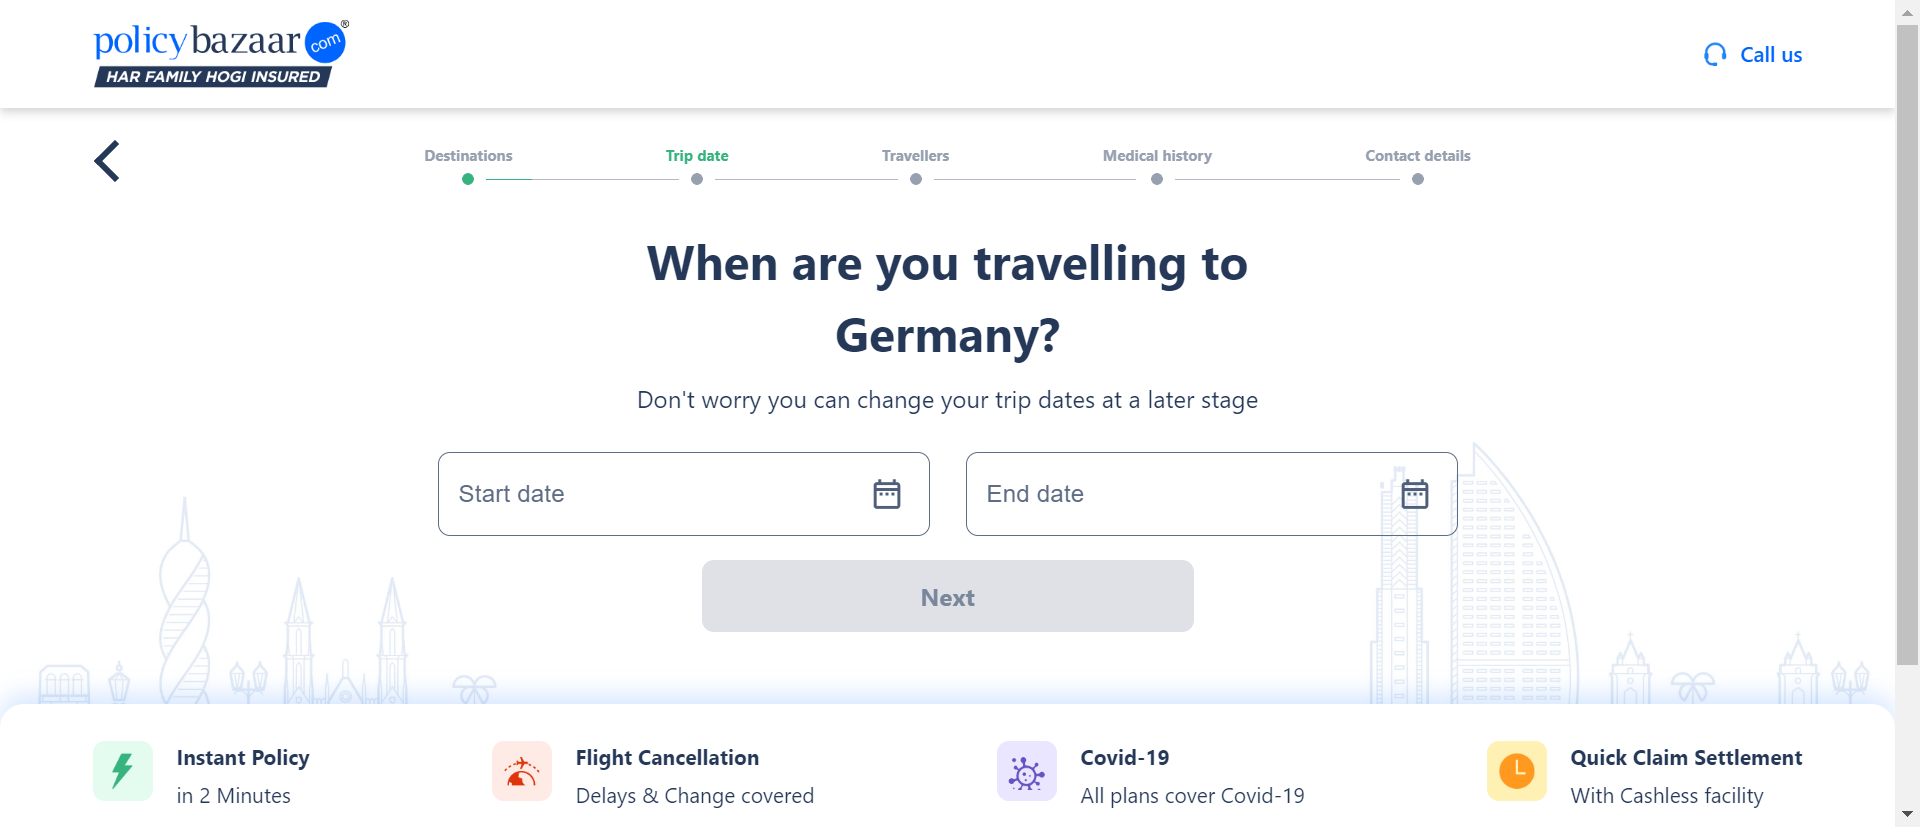 policybazaar com ®
HAR FAMILY HOGI INSURED
Call us
Destinations
Trip date
Travellers
Medical history
Contact details
When are you travelling to
Germany?
Don't worry you can change your trip dates at a later stage
Start date
End date
Next
Instant Policy
in 2 Minutes
Flight Cancellation
Delays & Change covered
Covid-19
All plans cover Covid-19
Quick Claim Settlement
With Cashless facility